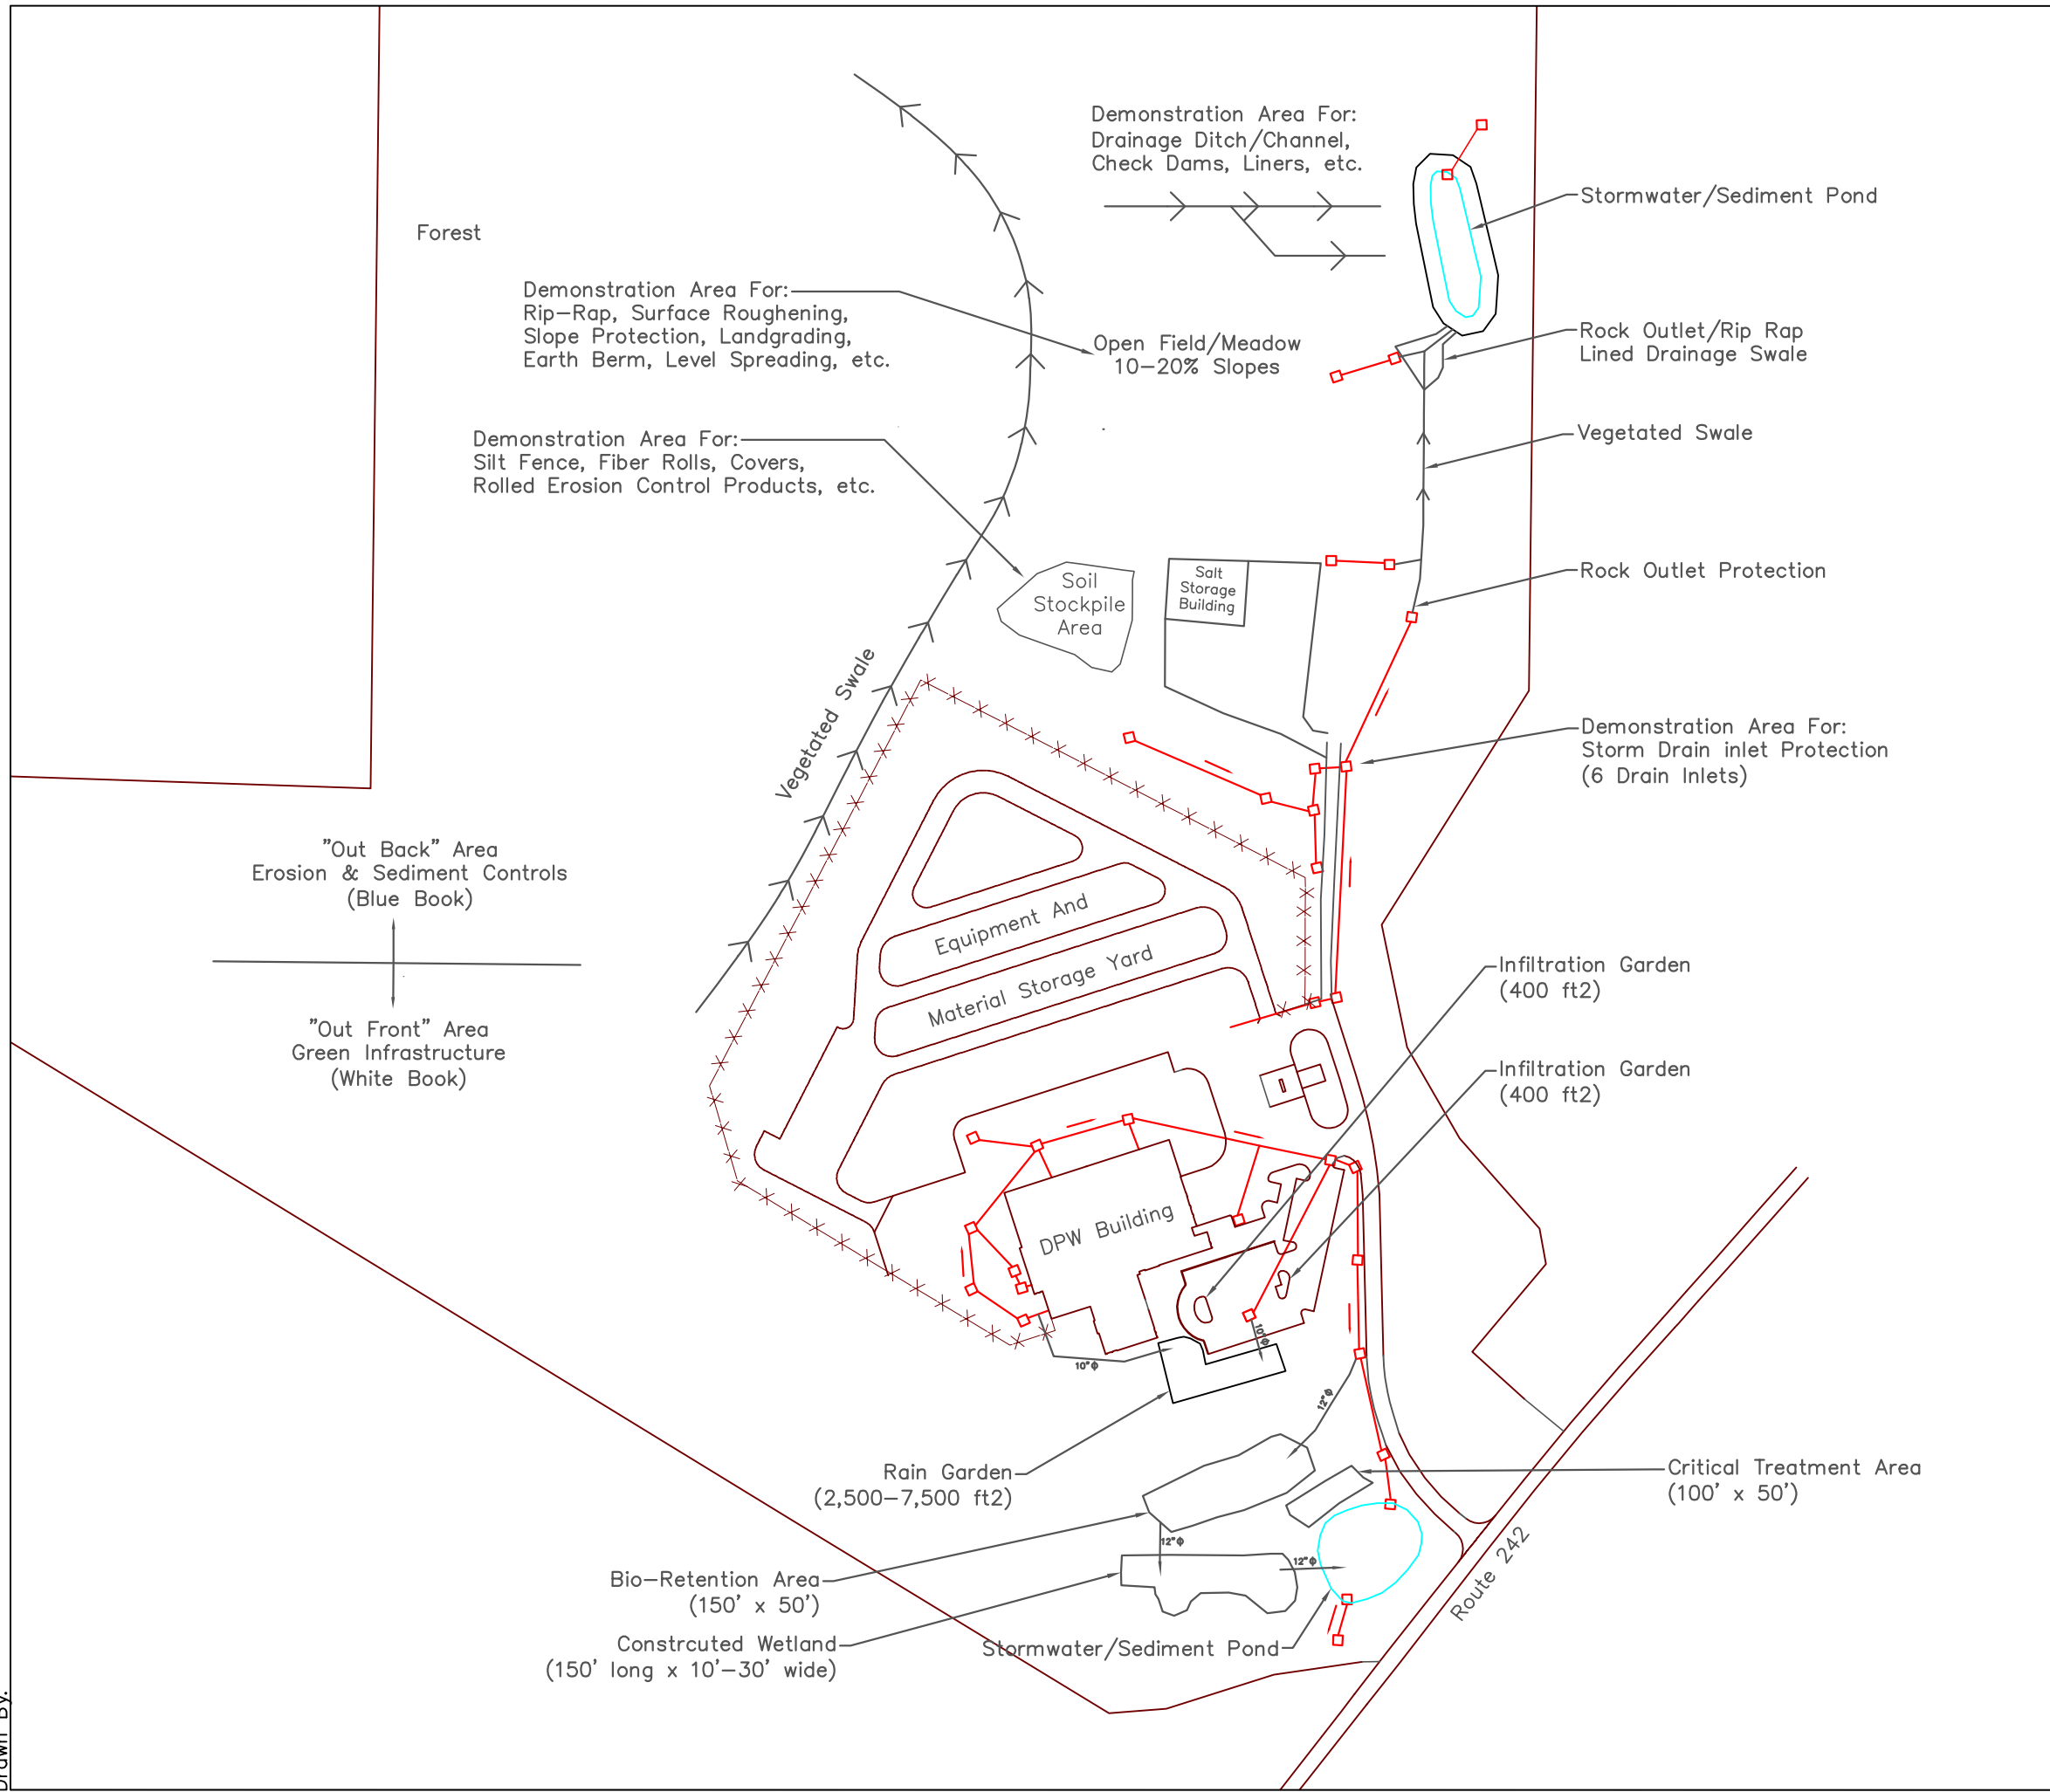 Demonstration Area For:
Drainage Ditch/Channel,
Check Dams, Liners, etc.
Stormwater/Sediment Pond
Forest
Demonstration Area For:
Rip-Rap, Surface Roughening,
Slope Protection, Landgrading,
Earth Berm, Level Spreading, etc.
Open Field/Meadow
10-20% Slopes
Rock Outlet/Rip Rap
Lined Drainage Swale
Vegetated Swale
Demonstration Area For:
Silt Fence, Fiber Rolls, Covers,
Rolled Erosion Control Products, etc.
Soil
Stockpile
Area
Salt
Storage
Building
Rock Outlet Protection
Vegetated Swale
Demonstration Area For:
Storm Drain inlet Protection
(6 Drain Inlets)
"Out Back" Area
Erosion & Sediment Controls
(Blue Book)
"Out Front" Area
Green Infrastructure
(White Book)
Equipment And
Material Storage Yard
Infiltration Garden
(400 ft2)
Infiltration Garden
(400 ft2)
DPW Building
10"Φ
10"Φ
12"Φ
Rain Garden
(2,500-7,500 ft2)
Critical Treatment Area
(100' x 50')
12"Φ
12"Φ
Bio-Retention Area
(150' x 50')
Constrcuted Wetland
(150' long x 10'-30' wide)
Stormwater/Sediment Pond
Route 242
Drawn By: